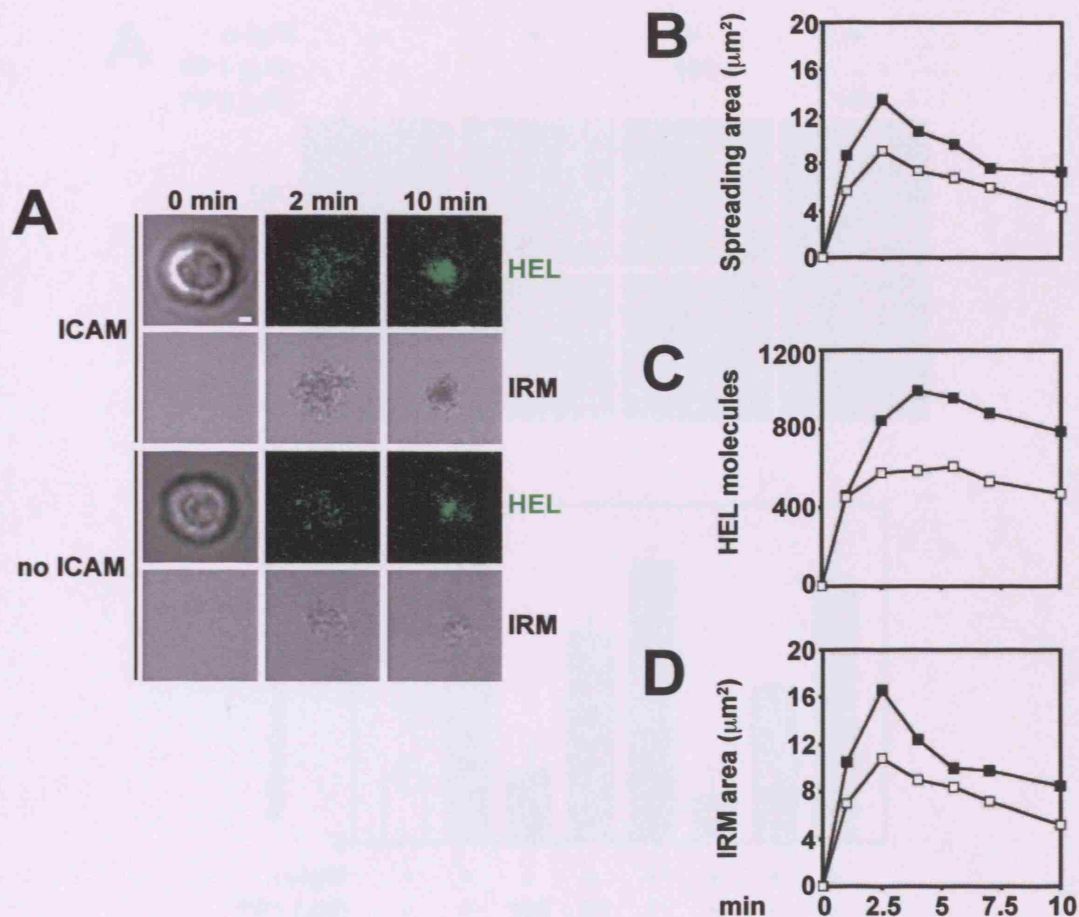 A
0 min 2 min 10 min
ICAM
HEL
IRM
no ICAM
HEL
IRM
B
Spreading area (µm²)
20
16
12
8
4
0
C
HEL molecules
1200
800
400
0
D
IRM area (µm²)
20
16
12
8
4
0
min 0 2.5 5 7.5 10